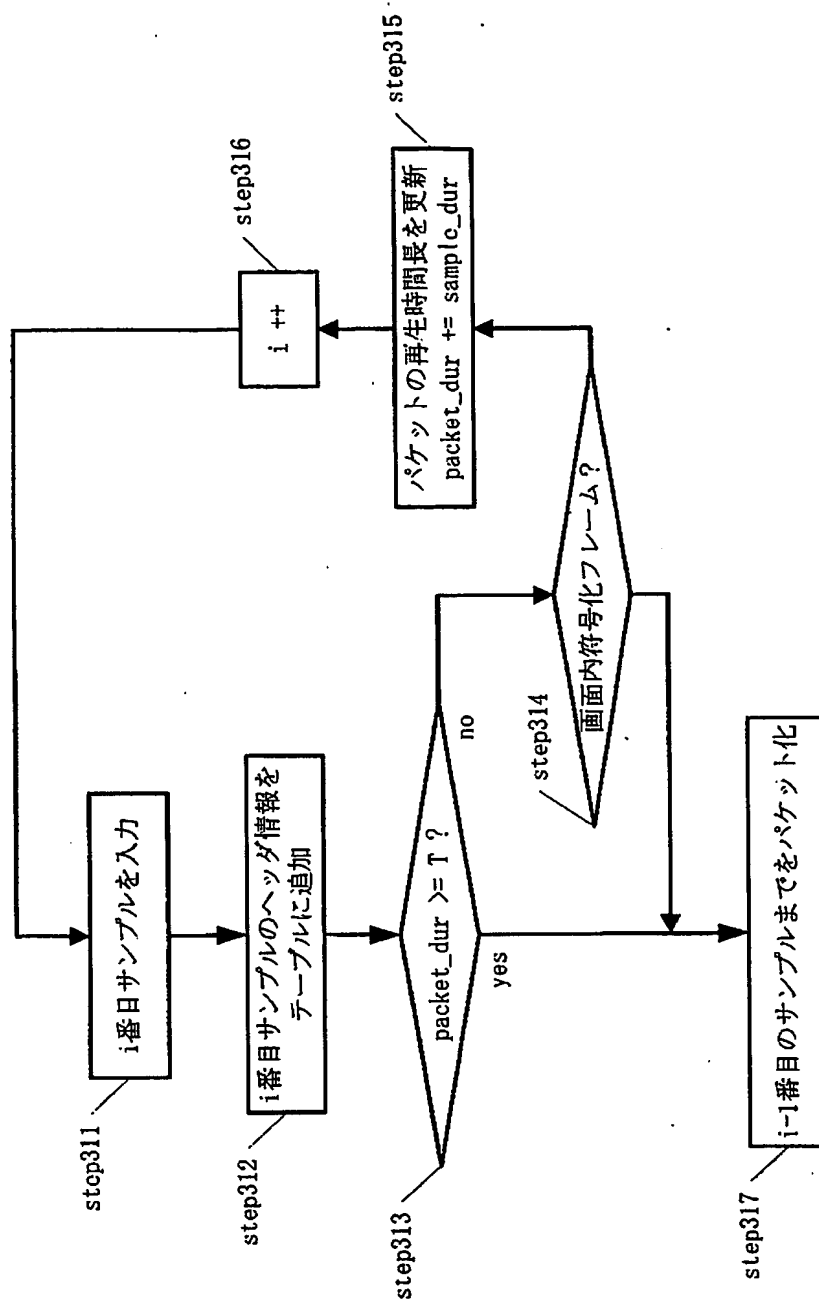 stcp311
i番日サンプルを入力
step312
i番目サンプルのヘッダ情報を
テーブルに追加
step313
packet_dur >= T ?
yes
no
step314
画面内符号化フレーム?
step315
パケットの再生時間長を更新
packet_dur += samplc_dur
step316
i ++
step317
i-1番目のサンプルまでをパケット化